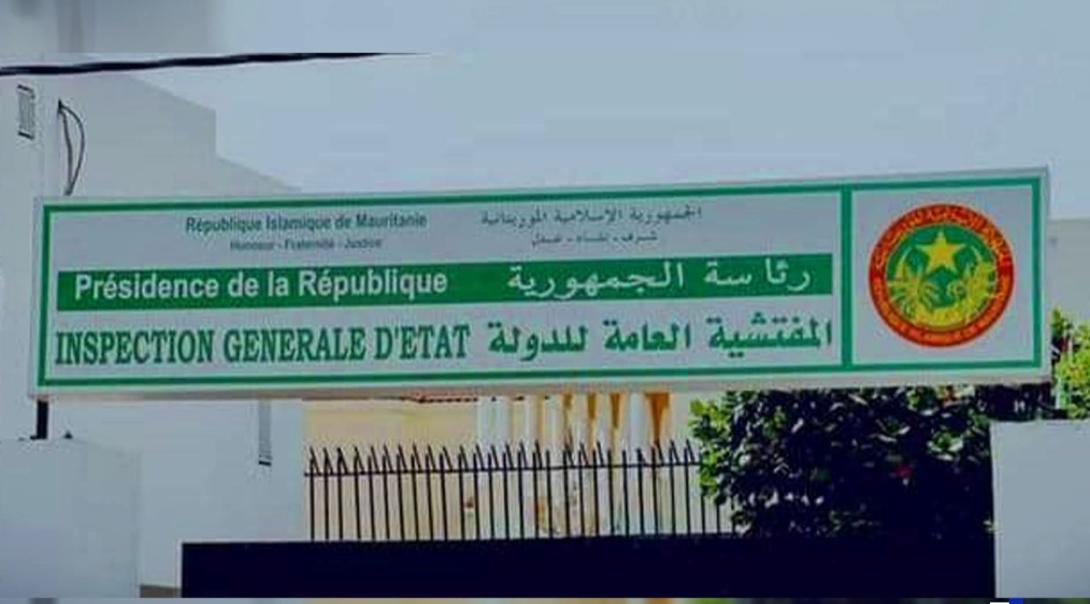 République Islamique de Mauritanie
الجمهورية الإسلامية الموريتانية
Honneur - Fraternité - Justice
شرف - إخاء - عدل
Présidence de la République
رئاسة الجمهورية
INSPECTION GENERALE D'ETAT
المفتشية العامة للدولة